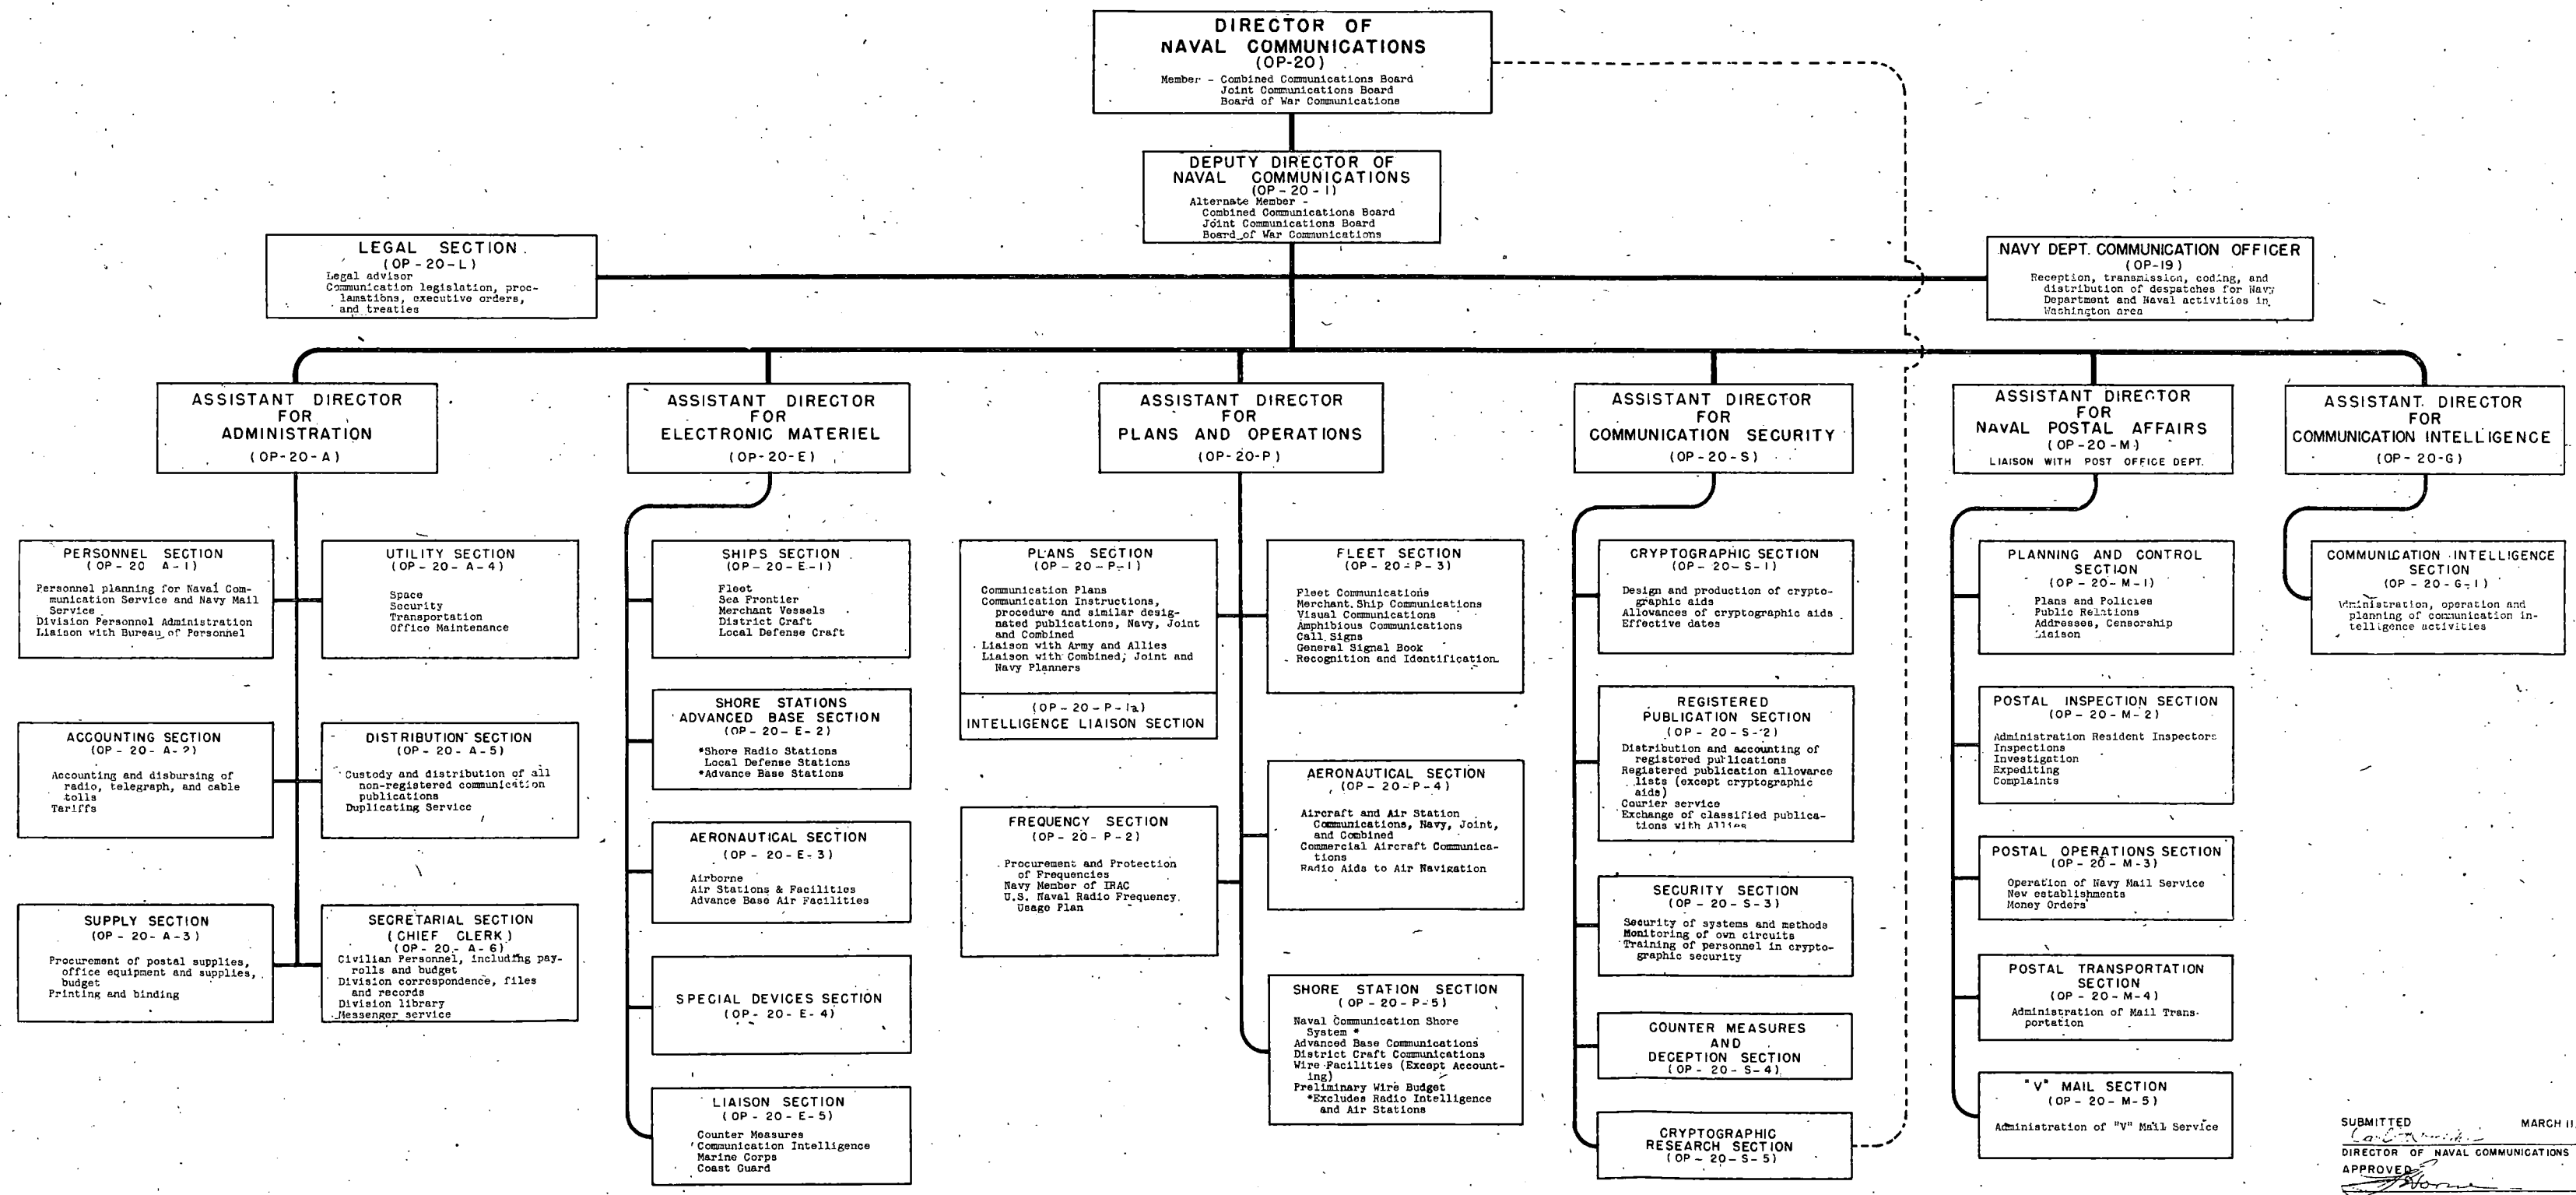 DIRECTOR OF
NAVAL COMMUNICATIONS
(OP-20)
Member - Combined Communications Board
Joint Communications Board
Board of War Communications
DEPUTY DIRECTOR OF
NAVAL COMMUNICATIONS
(OP-20-1)
Alternate Member -
Combined Communications Board
Joint Communications Board
Board of War Communications
LEGAL SECTION
(OP-20-L)
Legal advisor
Communication legislation, proc-
lamations, executive orders,
and treaties
NAVY DEPT. COMMUNICATION OFFICER
(OP-19)
Reception, transmission, coding, and
distribution of despatches for Navy
Department and Naval activities in
Washington area
ASSISTANT DIRECTOR
FOR
ADMINISTRATION
(OP-20-A)
PERSONNEL SECTION
(OP-20 A-1)
Personnel planning for Naval Com-
munication Service and Navy Mail
Service
Division Personnel Administration
Liaison with Bureau of Personnel
UTILITY SECTION
(OP-20-A-4)
Space
Security
Transportation
Office Maintenance
ACCOUNTING SECTION
(OP-20-A-2)
Accounting and disbursing of
radio, telegraph, and cable
tolls
Tariffs
DISTRIBUTION SECTION
(OP-20-A-5)
Custody and distribution of all
non-registered communication
publications
Duplicating Service
SUPPLY SECTION
(OP-20-A-3)
Procurement of postal supplies,
office equipment and supplies,
budget
Printing and binding
SECRETARIAL SECTION
(CHIEF CLERK)
(OP-20-A-6)
Civilian Personnel, including pay-
rolls and budget
Division correspondence, files
and records
Division library
Messenger service
ASSISTANT DIRECTOR
FOR
ELECTRONIC MATERIEL
(OP-20-E)
SHIPS SECTION
(OP-20-E-1)
Fleet
Sea Frontier
Merchant Vessels
District Craft
Local Defense Craft
SHORE STATIONS
ADVANCED BASE SECTION
(OP-20-E-2)
*Shore Radio Stations
Local Defense Stations
*Advance Base Stations
AERONAUTICAL SECTION
(OP-20-E-3)
Airborne
Air Stations & Facilities
Advance Base Air Facilities
SPECIAL DEVICES SECTION
(OP-20-E-4)
LIAISON SECTION
(OP-20-E-5)
Counter Measures
Communication Intelligence
Marine Corps
Coast Guard
ASSISTANT DIRECTOR
FOR
PLANS AND OPERATIONS
(OP-20-P)
PLANS SECTION
(OP-20-P-1)
Communication Plans
Communication Instructions,
procedure and similar desig-
nated publications, Navy, Joint
and Combined
Liaison with Army and Allies
Liaison with Combined, Joint and
Navy Planners
(OP-20-P-1a)
INTELLIGENCE LIAISON SECTION
FREQUENCY SECTION
(OP-20-P-2)
Procurement and Protection
of Frequencies
Navy Member of IRAC
U.S. Naval Radio Frequency
Usage Plan
FLEET SECTION
(OP-20-P-3)
Fleet Communications
Merchant Ship Communications
Visual Communications
Amphibious Communications
Call Signs
General Signal Book
Recognition and Identification
AERONAUTICAL SECTION
(OP-20-P-4)
Aircraft and Air Station
Communications, Navy, Joint,
and Combined
Commercial Aircraft Communica-
tions
Radio Aids to Air Navigation
SHORE STATION SECTION
(OP-20-P-5)
Naval Communication Shore
System *
Advanced Base Communications
District Craft Communications
Wire Facilities (Except Account-
ing)
Preliminary Wire Budget
*Excludes Radio Intelligence
and Air Stations
ASSISTANT DIRECTOR
FOR
COMMUNICATION SECURITY
(OP-20-S)
CRYPTOGRAPHIC SECTION
(OP-20-S-1)
Design and production of crypto-
graphic aids
Allowances of cryptographic aids
Effective dates
REGISTERED
PUBLICATION SECTION
(OP-20-S-2)
Distribution and accounting of
registered publications
Registered publication allowance
lists (except cryptographic
aids)
Courier service
Exchange of classified publica-
tions with Allies
SECURITY SECTION
(OP-20-S-3)
Security of systems and methods
Monitoring of own circuits
Training of personnel in crypto-
graphic security
COUNTER MEASURES
AND
DECEPTION SECTION
(OP-20-S-4)
CRYPTOGRAPHIC
RESEARCH SECTION
(OP-20-S-5)
ASSISTANT DIRECTOR
FOR
NAVAL POSTAL AFFAIRS
(OP-20-M)
LIAISON WITH POST OFFICE DEPT.
PLANNING AND CONTROL
SECTION
(OP-20-M-1)
Plans and Policies
Public Relations
Addresses, Censorship
Liaison
POSTAL INSPECTION SECTION
(OP-20-M-2)
Administration Resident Inspectors
Inspections
Investigation
Expediting
Complaints
POSTAL OPERATIONS SECTION
(OP-20-M-3)
Operation of Navy Mail Service
New establishments
Money Orders
POSTAL TRANSPORTATION
SECTION
(OP-20-M-4)
Administration of Mail Trans-
portation
"V" MAIL SECTION
(OP-20-M-5)
Administration of "V" Mail Service
ASSISTANT DIRECTOR
FOR
COMMUNICATION INTELLIGENCE
(OP-20-G)
COMMUNICATION INTELLIGENCE
SECTION
(OP-20-G-1)
Administration, operation and
planning of communication in-
telligence activities
SUBMITTED MARCH 11
DIRECTOR OF NAVAL COMMUNICATIONS
APPROVED